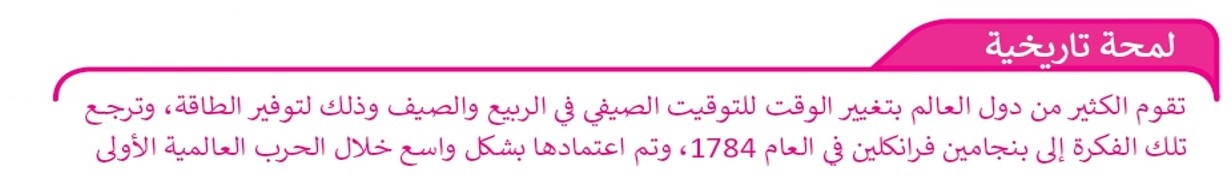 لمحة تاريخية
تقوم الكثير من دول العالم بتغيير الوقت للتوقيت الصيفي في الربيع والصيف وذلك لتوفير الطاقة، وترجع
تلك الفكرة إلى بنجامين فرانكلين في العام 1784، وتم اعتمادها بشكل واسع خلال الحرب العالمية الأولى